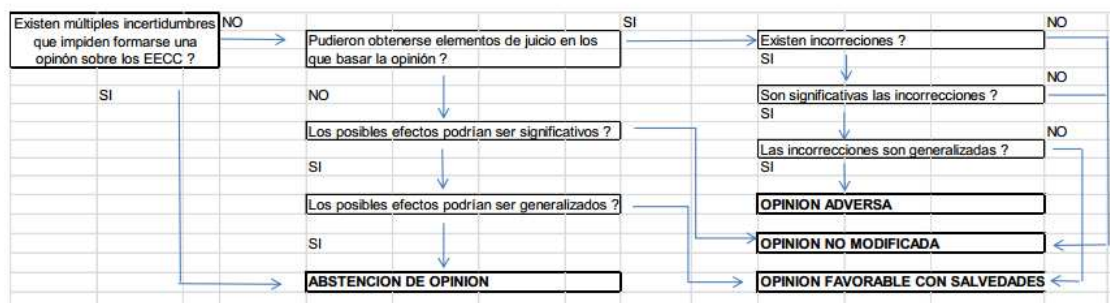 Existen múltiples incertidumbres
que impiden formarse una
opinón sobre los EECC ?
NO
SI
NO
Pudieron obtenerse elementos de juicio en los
que basar la opinión ?
Existen incorreciones ?
SI
NO
SI
NO
Son significativas las incorrecciones ?
SI
Los posibles efectos podrían ser significativos ?
NO
Las incorrecciones son generalizadas ?
SI
SI
Los posibles efectos podrían ser generalizados ?
OPINION ADVERSA
SI
OPINION NO MODIFICADA
ABSTENCION DE OPINION
OPINION FAVORABLE CON SALVEDADES